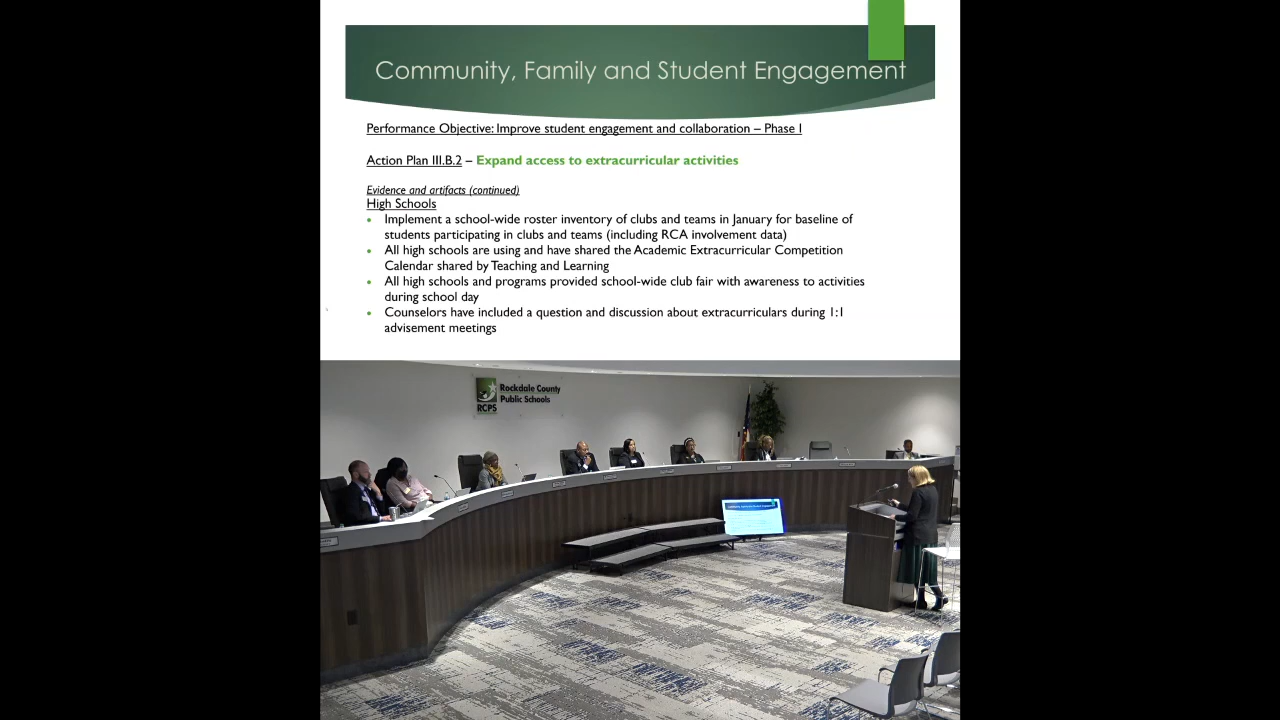 Community, Family and Student Engagement
Performance Objective: Improve student engagement and collaboration – Phase I
Action Plan III.B.2 – Expand access to extracurricular activities
Evidence and artifacts (continued)
High Schools
• Implement a school-wide roster inventory of clubs and teams in January for baseline of
students participating in clubs and teams (including RCA involvement data)
• All high schools are using and have shared the Academic Extracurricular Competition
Calendar shared by Teaching and Learning
• All high schools and programs provided school-wide club fair with awareness to activities
during school day
• Counselors have included a question and discussion about extracurriculars during 1:1
advisement meetings
Rockdale County
Public Schools
RCPS